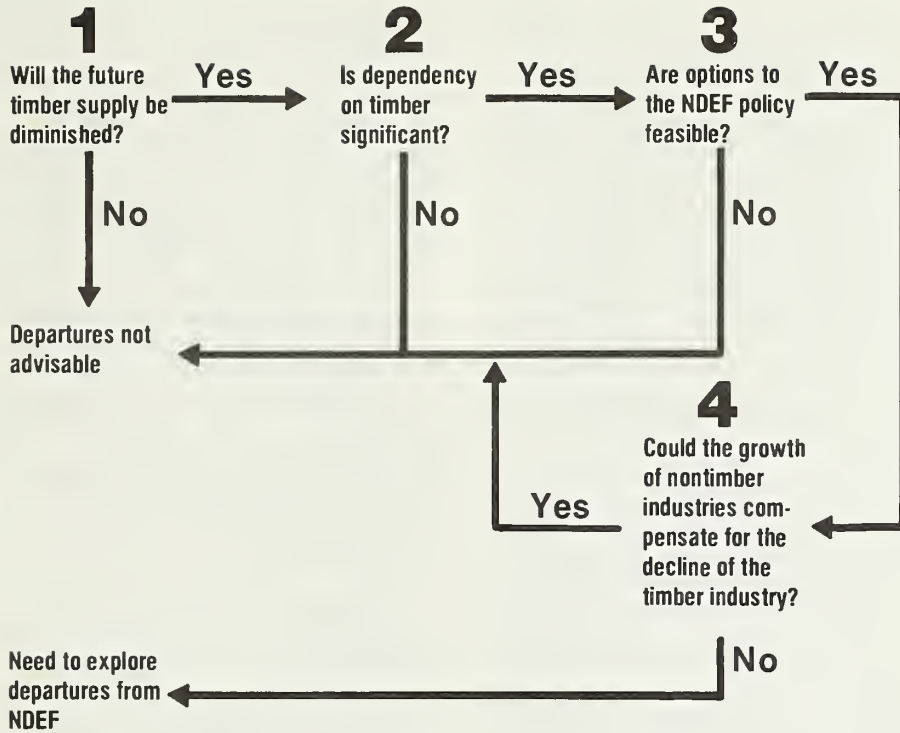 1
Will the future
timber supply be
diminished?
Yes
No
2
Is dependency
on timber
significant?
Yes
No
3
Are options to
the NDEF policy
feasible?
Yes
No
Departures not
advisable
4
Could the growth
of nontimber
industries com-
pensate for the
decline of the
timber industry?
Yes
No
Need to explore
departures from
NDEF